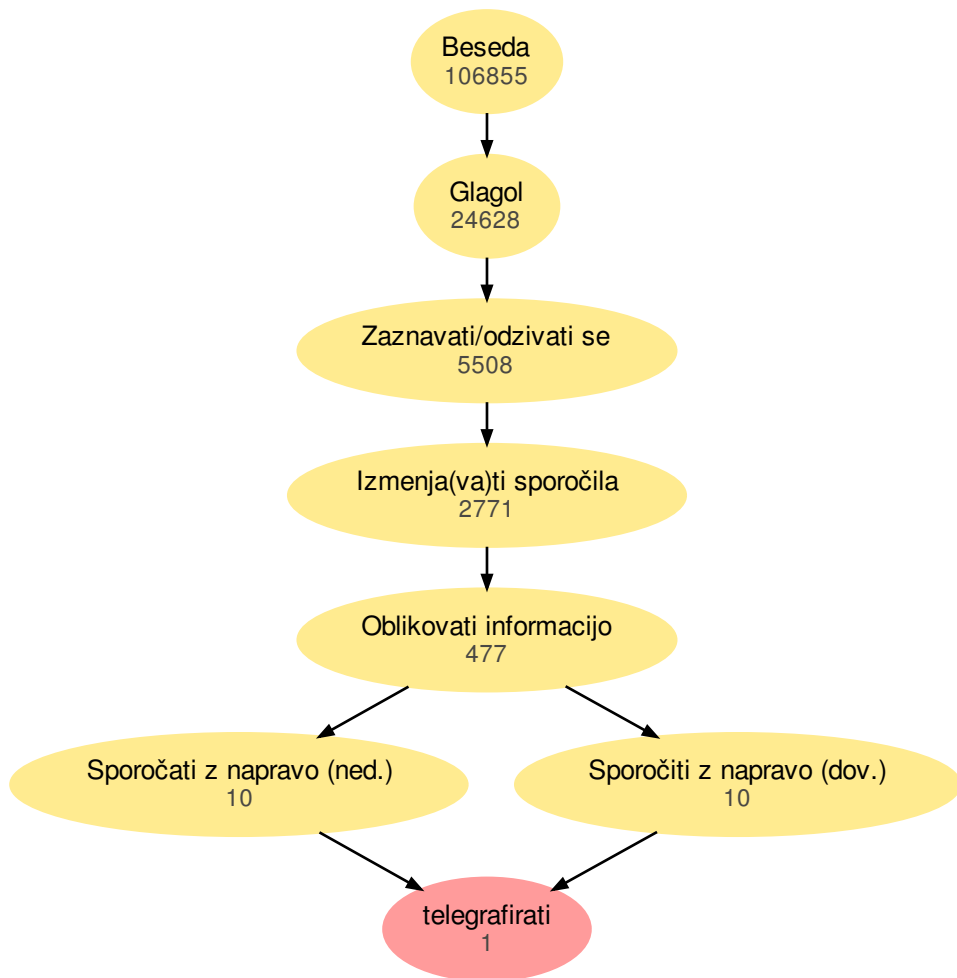 Beseda
106855
Glagol
24628
Zaznavati/odzivati se
5508
Izmenja(va)ti sporočila
2771
Oblikovati informacijo
477
Sporočati z napravo (ned.)
10
Sporočiti z napravo (dov.)
10
telegrafirati
1